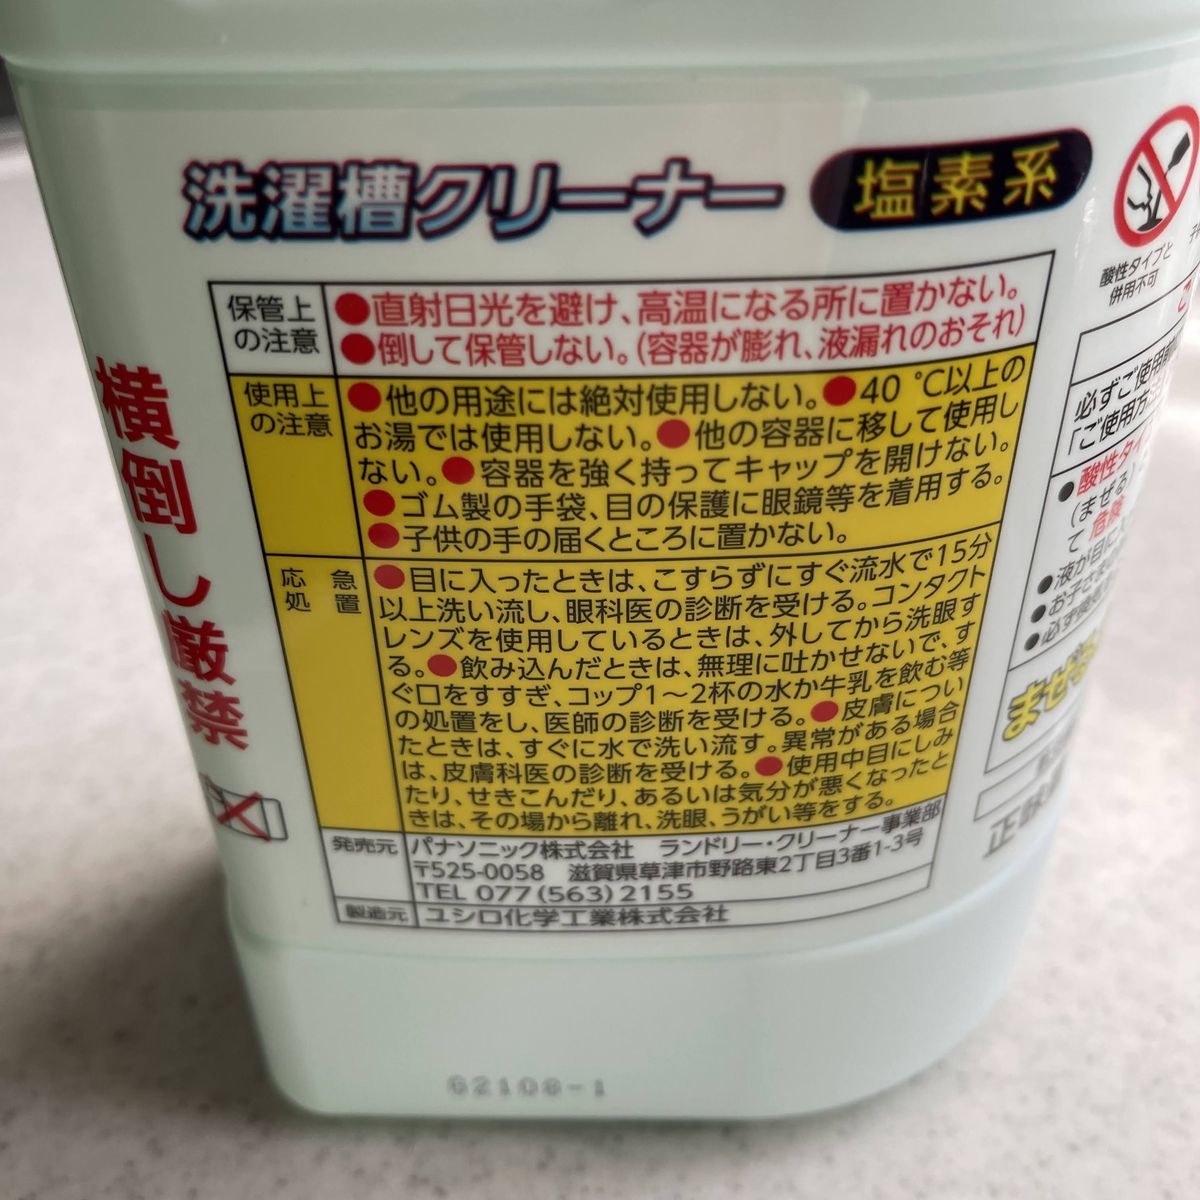 洗濯槽クリーナー 塩素系
保管上の注意
●直射日光を避け、高温になる所に置かない。
●倒して保管しない。(容器が膨れ、液漏れのおそれ)
使用上の注意
●他の用途には絶対使用しない。●40℃以上の
お湯では使用しない。●他の容器に移して使用し
ない。●容器を強く持ってキャップを開けない。
●ゴム製の手袋、目の保護に眼鏡等を着用する。
●子供の手の届くところに置かない。
応急処置
●目に入ったときは、こすらずにすぐ流水で15分
以上洗い流し、眼科医の診断を受ける。コンタクト
レンズを使用しているときは、外してから洗眼す
る。●飲み込んだときは、無理に吐かせないで、す
ぐ口をすすぎ、コップ1～2杯の水か牛乳を飲む等
の処置をし、医師の診断を受ける。●皮膚につい
たときは、すぐに水で洗い流す。異常がある場合
は、皮膚科医の診断を受ける。●使用中目にしみ
たり、せきこんだり、あるいは気分が悪くなったと
きは、その場から離れ、洗眼、うがい等をする。
発売元
パナソニック株式会社 ランドリー・クリーナー事業部
〒525-0058 滋賀県草津市野路東2丁目3番1-3号
TEL 077(563)2155
製造元
ユシロ化学工業株式会社
横倒し厳禁
酸性タイプと
併用不可
必ずご使用前
「ご使用方
●酸性タイ
(まぜる
て危険
●液が目に入
●お子さま
●必ず換気
まぜる
正味
62108-1